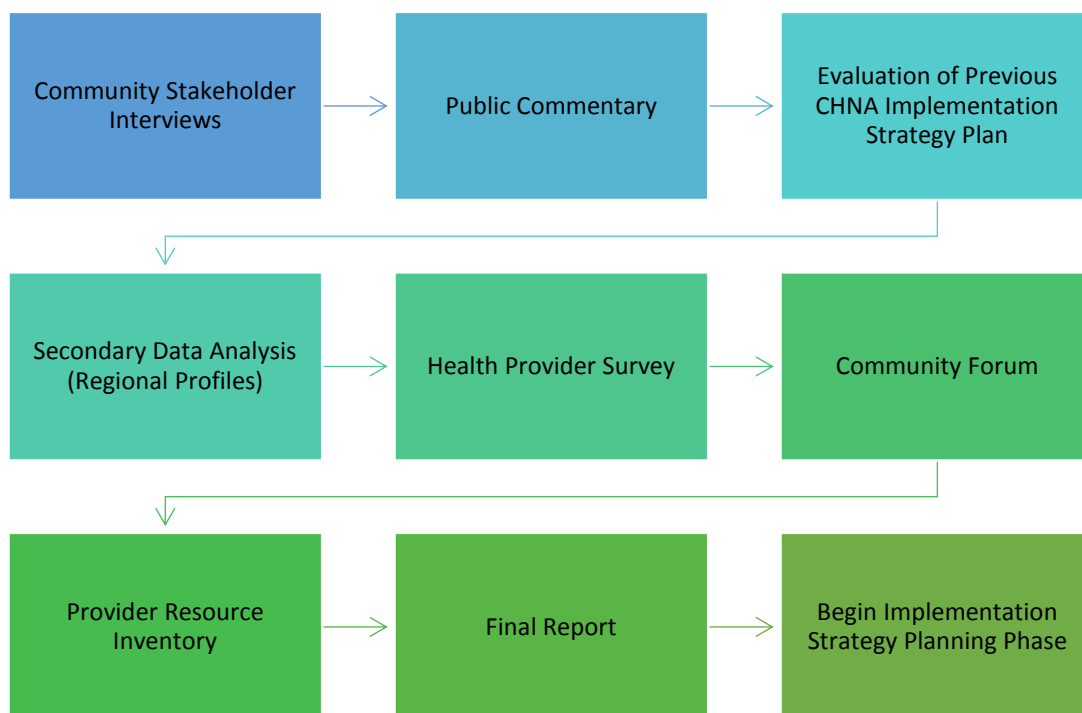 Community Stakeholder
Interviews
Public Commentary
Evaluation of Previous
CHNA Implementation
Strategy Plan
Secondary Data Analysis
(Regional Profiles)
Health Provider Survey
Community Forum
Provider Resource
Inventory
Final Report
Begin Implementation
Strategy Planning Phase